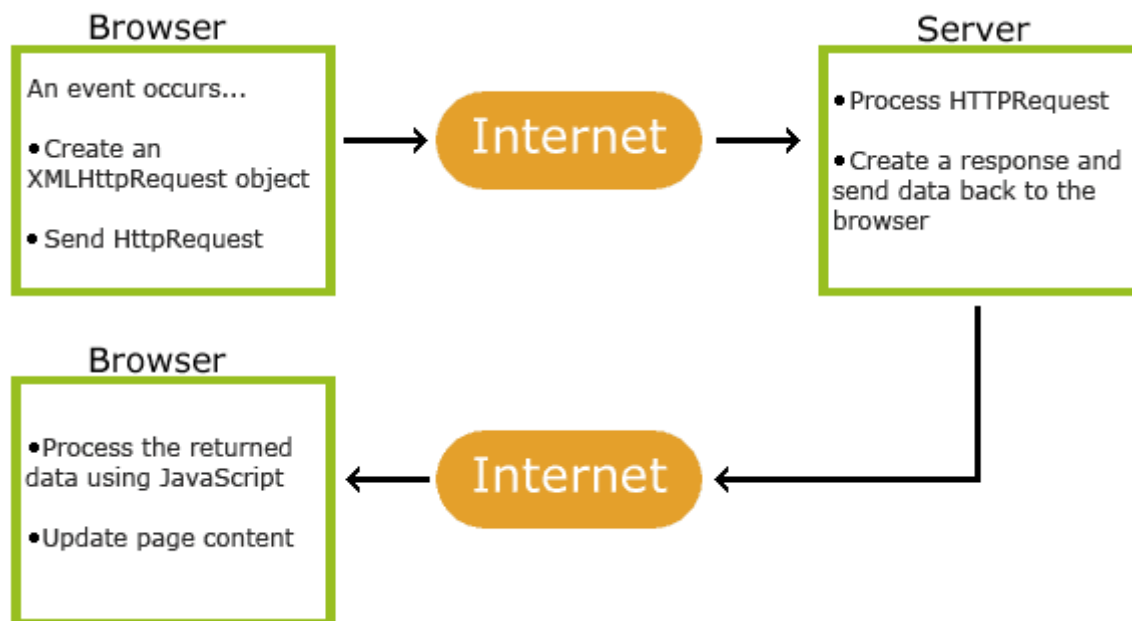 Browser
An event occurs...
•Create an
XMLHttpRequest object
• Send HttpRequest
Internet
Server
•Process HTTPRequest
•Create a response and
send data back to the
browser
Browser
•Process the returned
data using JavaScript
•Update page content
Internet